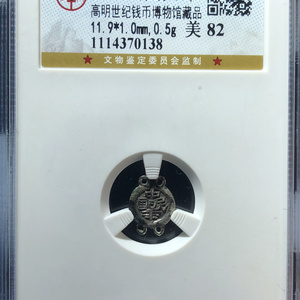 高明世纪钱币博物馆藏品
11.9*1.0mm,0.5g 美 82
1114370138
★ 文物鉴定委员会监制 ★